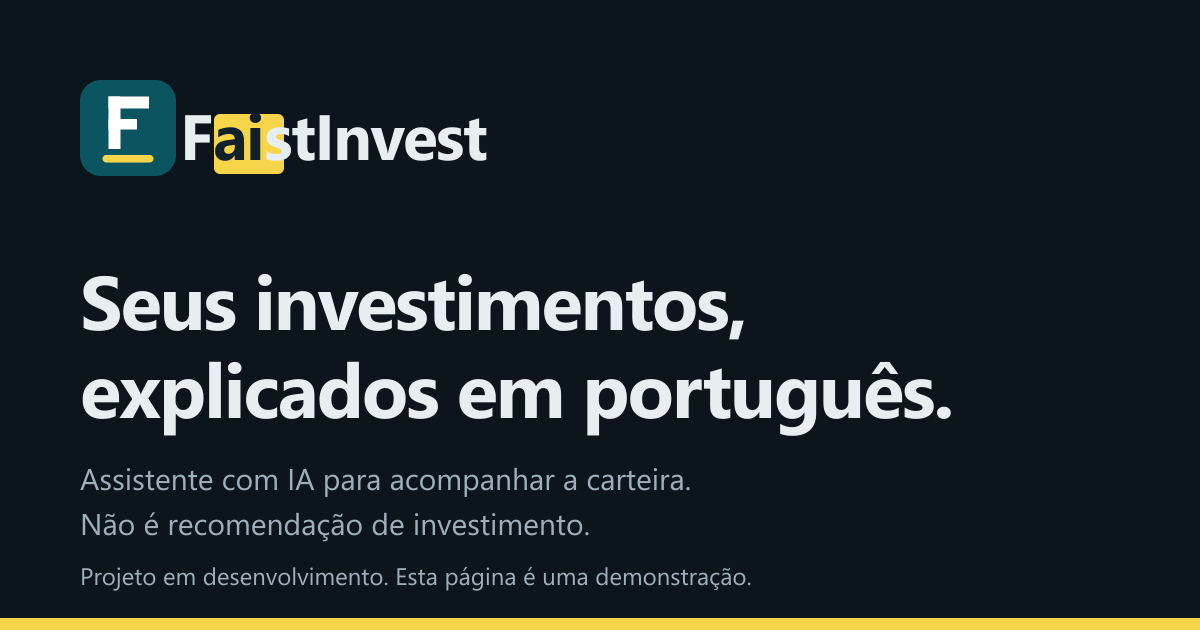 F
FaistInvest
Seus investimentos,
explicados em português.
Assistente com IA para acompanhar a carteira.
Não é recomendação de investimento.
Projeto em desenvolvimento. Esta página é uma demonstração.